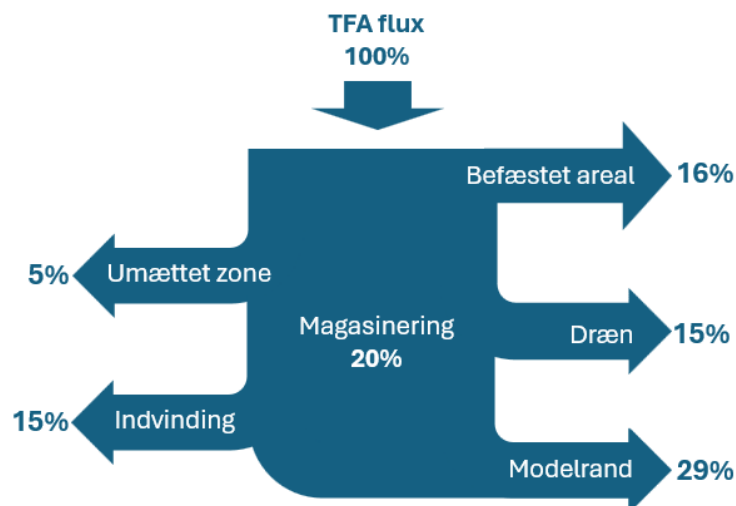 TFA flux
100%
Befæstet areal
16%
Umættet zone
5%
Magasinering
20%
Dræn
15%
Indvinding
15%
Modelrand
29%